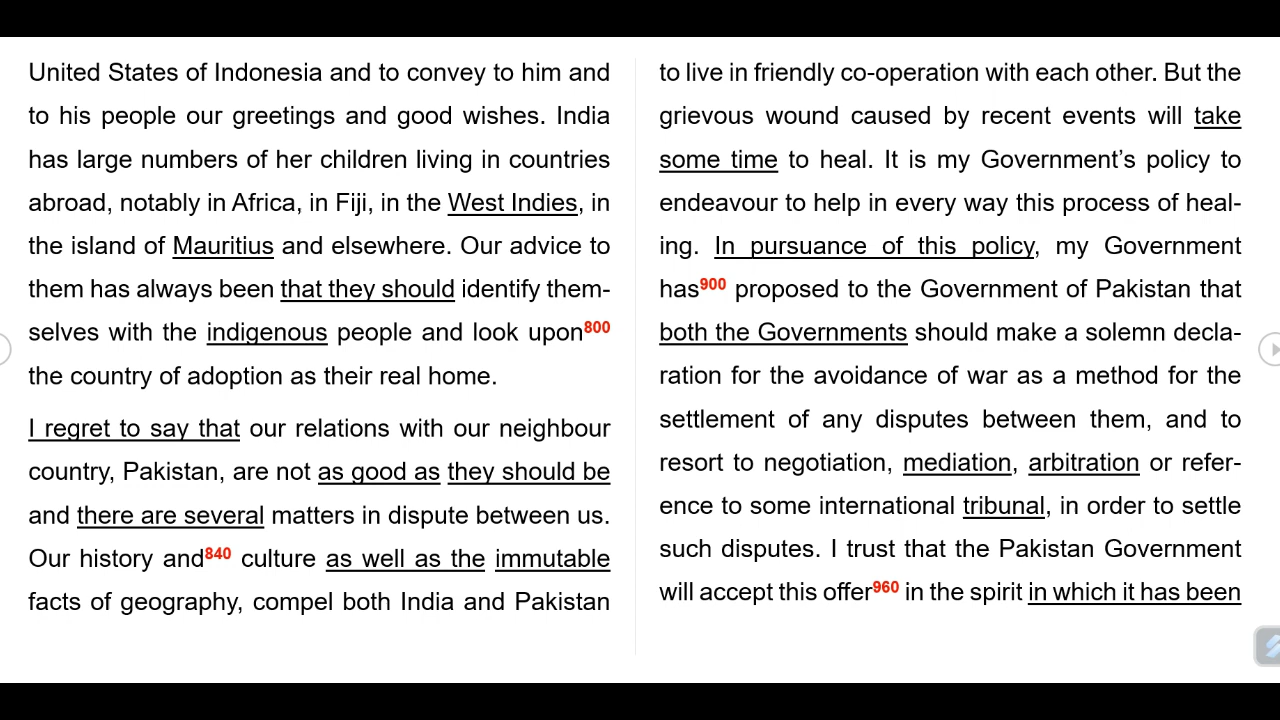 United States of Indonesia and to convey to him and
to his people our greetings and good wishes. India
has large numbers of her children living in countries
abroad, notably in Africa, in Fiji, in the West Indies, in
the island of Mauritius and elsewhere. Our advice to
them has always been that they should identify them-
selves with the indigenous people and look upon800
the country of adoption as their real home.
I regret to say that our relations with our neighbour
country, Pakistan, are not as good as they should be
and there are several matters in dispute between us.
Our history and840 culture as well as the immutable
facts of geography, compel both India and Pakistan
to live in friendly co-operation with each other. But the
grievous wound caused by recent events will take
some time to heal. It is my Government’s policy to
endeavour to help in every way this process of heal-
ing. In pursuance of this policy, my Government
has900 proposed to the Government of Pakistan that
both the Governments should make a solemn decla-
ration for the avoidance of war as a method for the
settlement of any disputes between them, and to
resort to negotiation, mediation, arbitration or refer-
ence to some international tribunal, in order to settle
such disputes. I trust that the Pakistan Government
will accept this offer960 in the spirit in which it has been